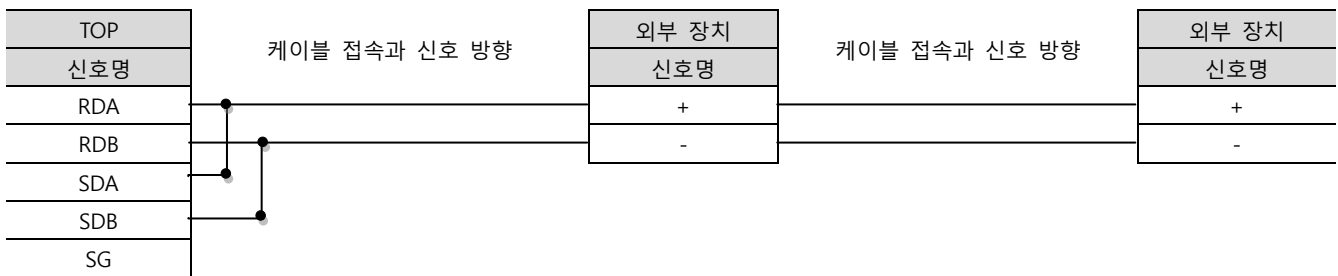 TOP
케이블 접속과 신호 방향
외부 장치
케이블 접속과 신호 방향
외부 장치
신호명
신호명
신호명
RDA
+
+
RDB
-
-
SDA
SDB
SG